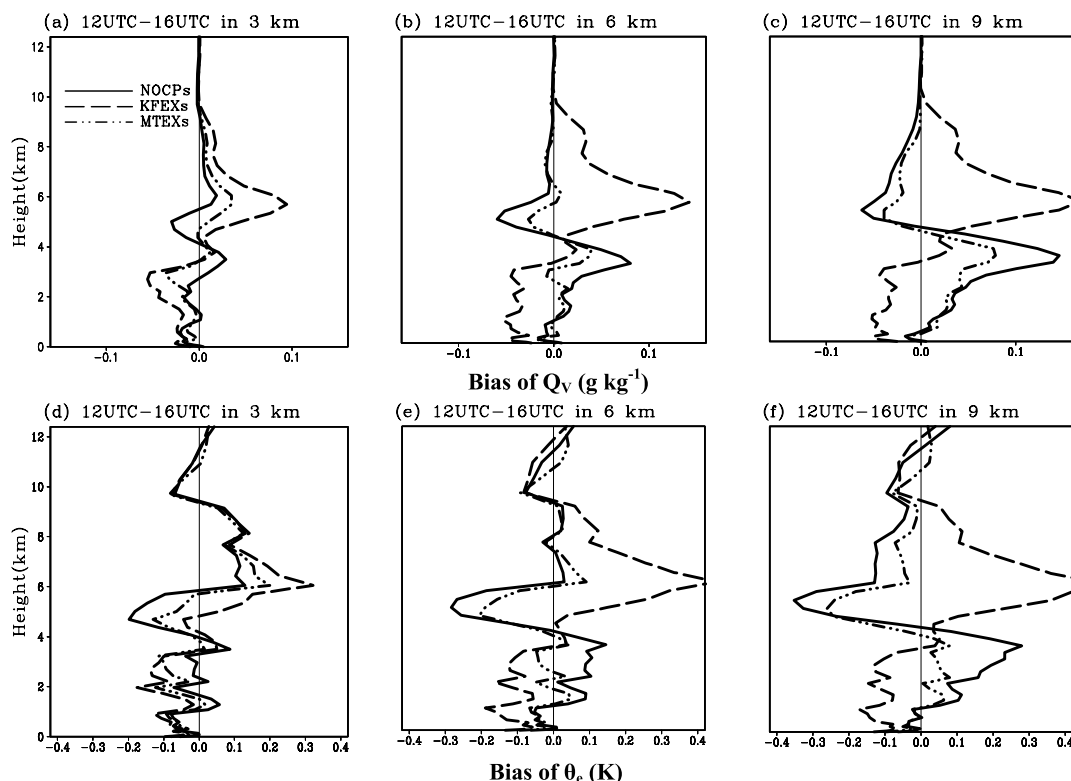 (a) 12UTC-16UTC in 3 km
(b) 12UTC-16UTC in 6 km
(c) 12UTC-16UTC in 9 km
Height(km)
12
10
8
6
4
2
0
NOCPs
KFEXs
MTEXs
-0.1 0.0 0.1
-0.1 0.0 0.1
-0.1 0.0 0.1
Bias of Qv (g kg-1)
(d) 12UTC-16UTC in 3 km
(e) 12UTC-16UTC in 6 km
(f) 12UTC-16UTC in 9 km
Height(km)
12
10
8
6
4
2
0
-0.4 -0.3 -0.2 -0.1 0.0 0.1 0.2 0.3 0.4
-0.4 -0.3 -0.2 -0.1 0.0 0.1 0.2 0.3 0.4
-0.4 -0.3 -0.2 -0.1 0.0 0.1 0.2 0.3 0.4
Bias of θe (K)